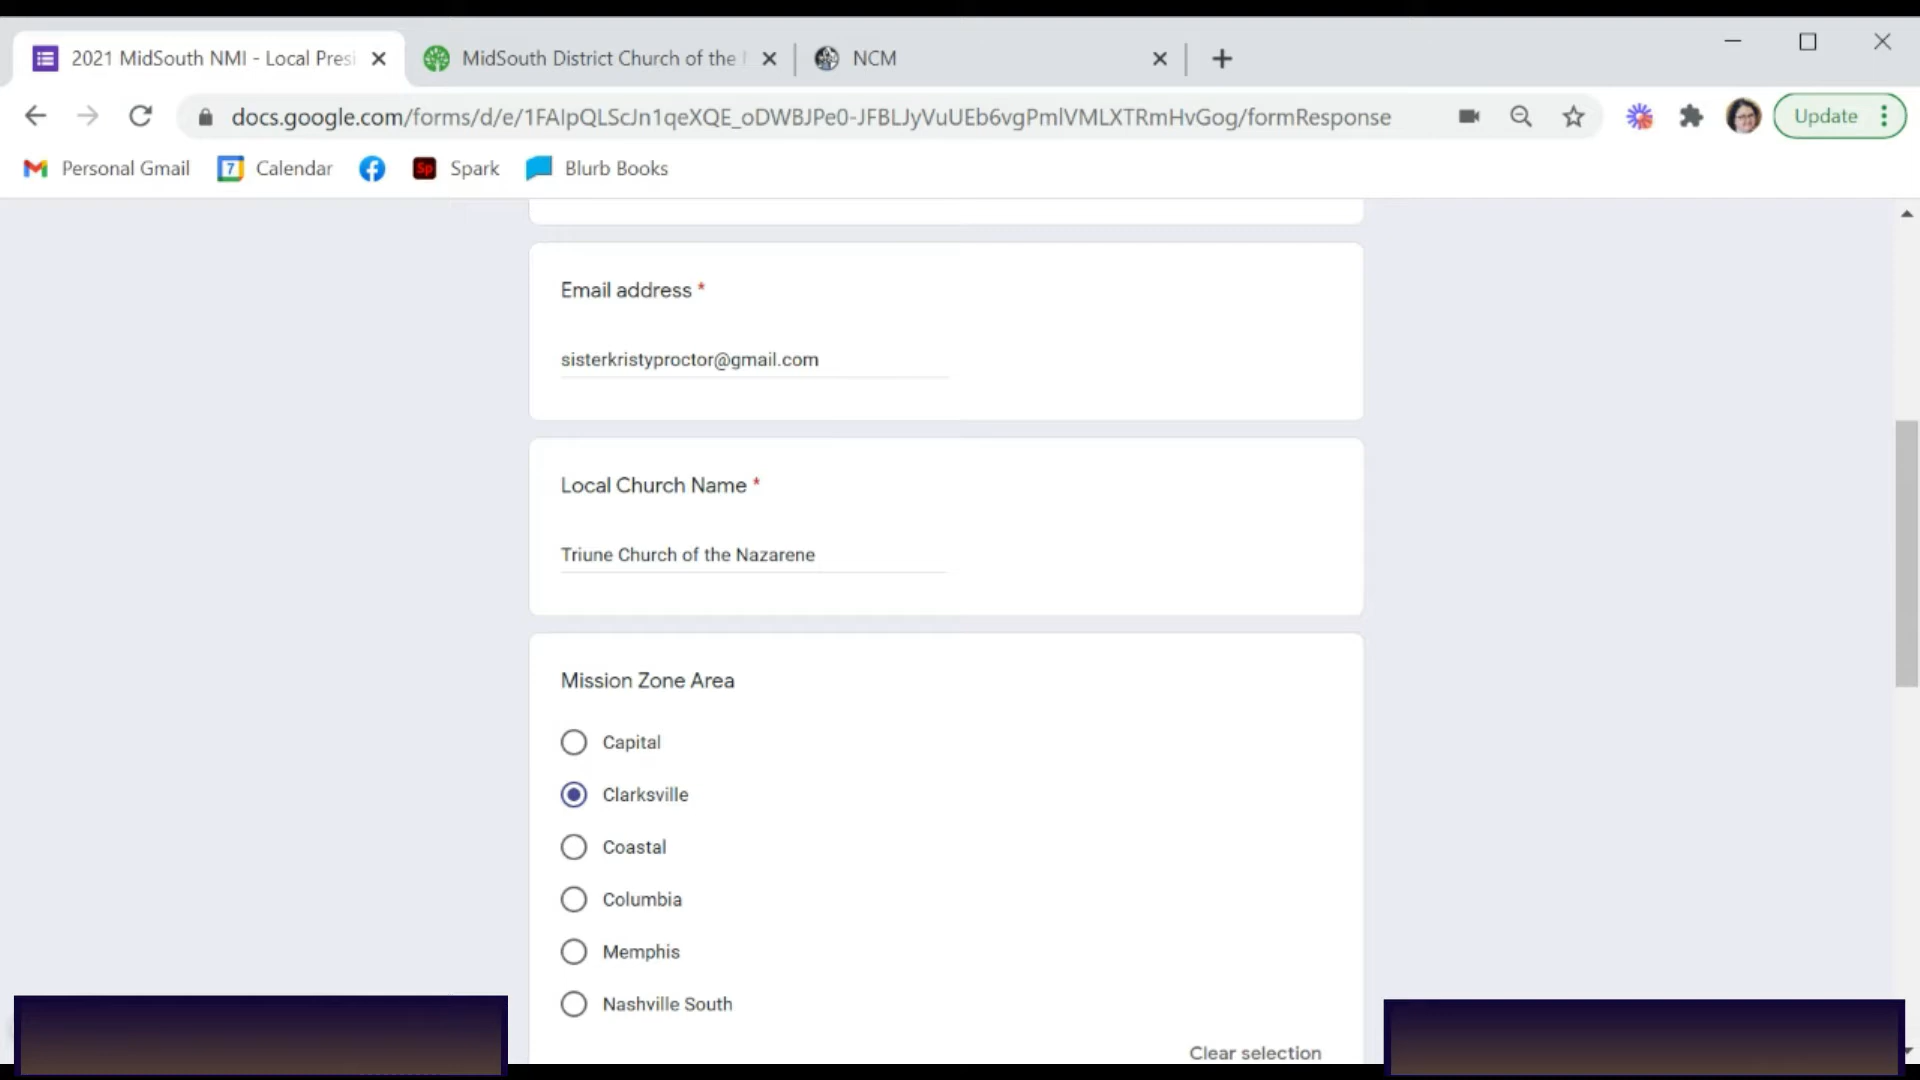 2021 MidSouth NMI - Local Presi
MidSouth District Church of the
NCM
docs.google.com/forms/d/e/1FAIpQLScJn1qeXQE_oDWBJPe0-JFBLJyVuUEb6vgPmlVMLXTRmHvGog/formResponse
Update
Personal Gmail
7
Calendar
Sp
Spark
Blurb Books
Email address *
sisterkristyproctor@gmail.com
Local Church Name *
Triune Church of the Nazarene
Mission Zone Area
Capital
Clarksville
Coastal
Columbia
Memphis
Nashville South
Clear selection